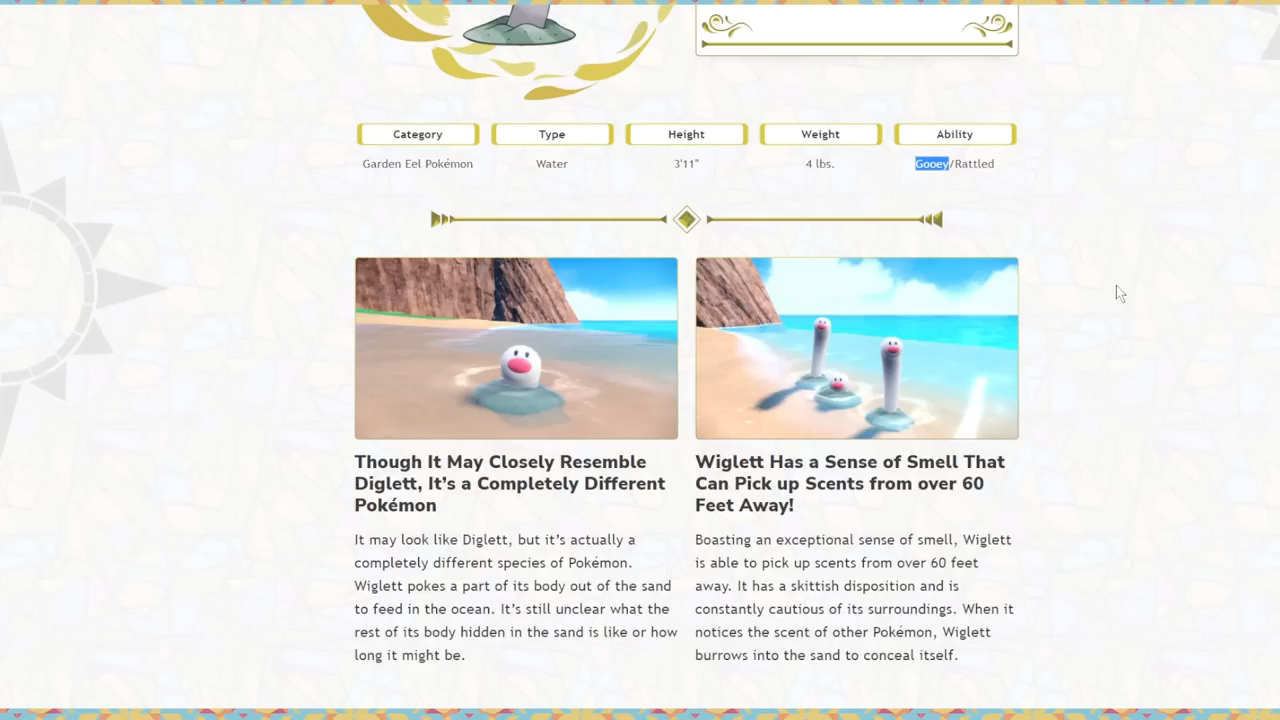 Category Type Height Weight Ability
Garden Eel Pokémon Water 3'11" 4 lbs. Gooey/Rattled
Though It May Closely Resemble
Diglett, It’s a Completely Different
Pokémon
It may look like Diglett, but it’s actually a
completely different species of Pokémon.
Wiglett pokes a part of its body out of the sand
to feed in the ocean. It’s still unclear what the
rest of its body hidden in the sand is like or how
long it might be.
Wiglett Has a Sense of Smell That
Can Pick up Scents from over 60
Feet Away!
Boasting an exceptional sense of smell, Wiglett
is able to pick up scents from over 60 feet
away. It has a skittish disposition and is
constantly cautious of its surroundings. When it
notices the scent of other Pokémon, Wiglett
burrows into the sand to conceal itself.